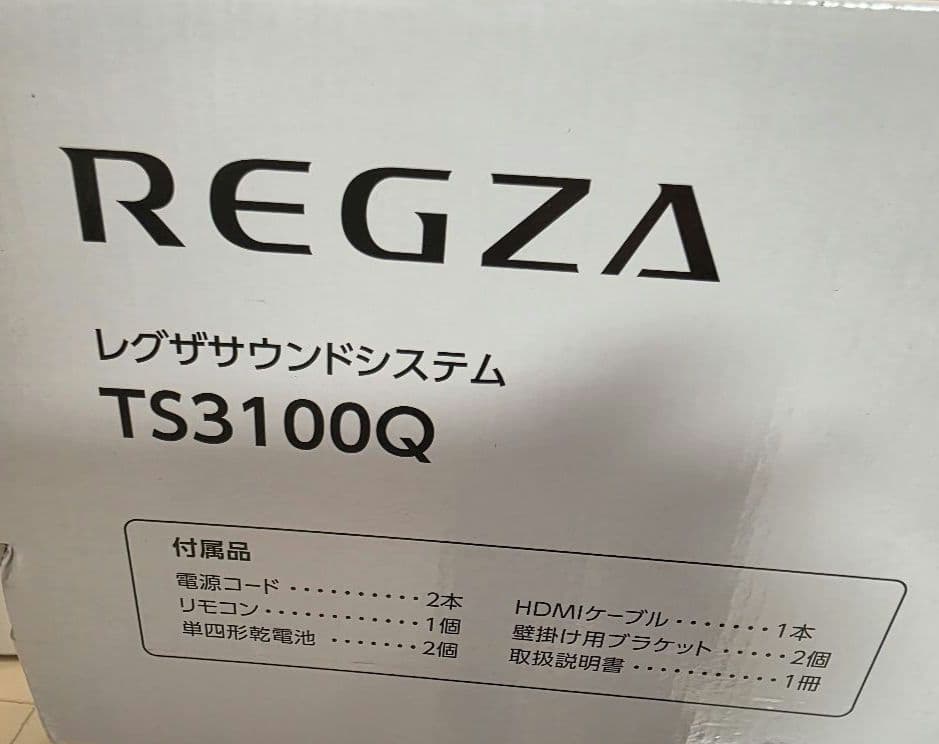 REGZA
レグザサウンドシステム
TS3100Q
付属品
電源コード ・・・・・・・・・・ 2本
リモコン・・・・・・・・・・・・1個
単四形乾電池 ・・・・・・・2個
HDMIケーブル・・・・・・・1本
壁掛け用ブラケット ・・・・・2個
取扱説明書 ・・・・・・・・・・・1冊